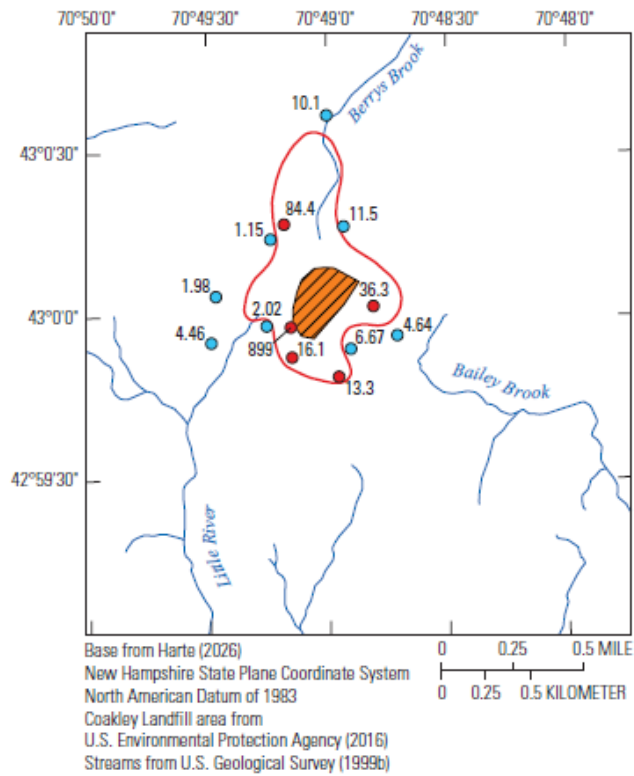 70°50'0" 70°49'30" 70°49'0" 70°48'30" 70°48'0"
Berrys Brook
10.1
43°0'30"
84.4
11.5
1.15
1.98
36.3
2.02
43°0'0"
4.46
4.64
899
16.1
6.67
13.3
Bailey Brook
42°59'30"
Little River
Base from Harte (2026)
New Hampshire State Plane Coordinate System
North American Datum of 1983
Coakley Landfill area from
U.S. Environmental Protection Agency (2016)
Streams from U.S. Geological Survey (1999b)
0 0.25 0.5 MILE
0 0.25 0.5 KILOMETER